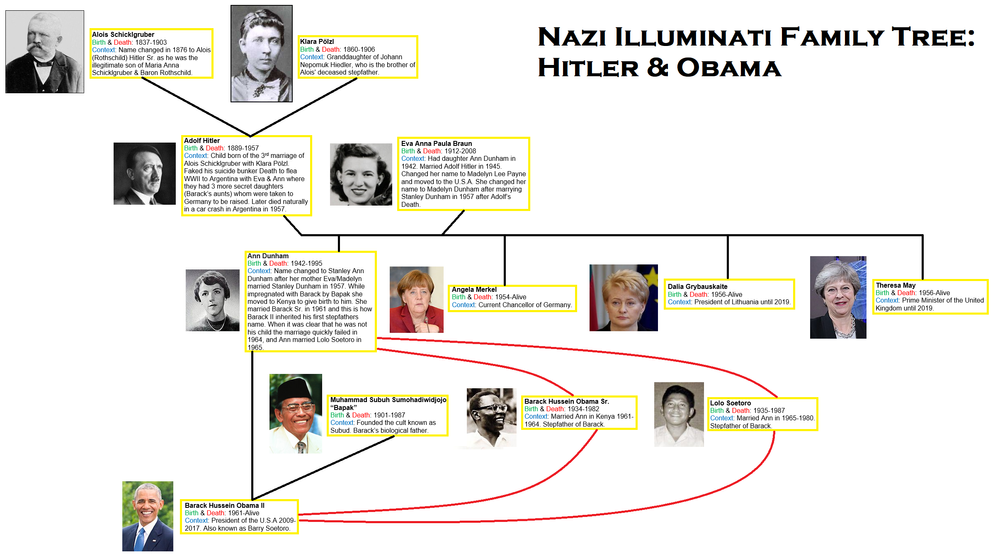 NAZI ILLUMINATI FAMILY TREE:
HITLER & OBAMA
Alois Schicklgruber
Birth & Death: 1837-1903
Context: Name changed in 1876 to Alois
(Rothschild) Hitler Sr. as he was the
illegitimate son of Maria Anna
Schicklgruber & Baron Rothschild.
Klara Pölzl
Birth & Death: 1860-1906
Context: Granddaughter of Johann
Nepomuk Hiedler, who is the brother of
Alois' deceased stepfather.
Adolf Hitler
Birth & Death: 1889-1957
Context: Child born of the 3rd marriage of
Alois Schicklgruber with Klara Pölzl.
Faked his suicide bunker Death to flea
WWII to Argentina with Eva & Ann where
they had 3 more secret daughters
(Barack's aunts) whom were taken to
Germany to be raised. Later died naturally
in a car crash in Argentina in 1957.
Eva Anna Paula Braun
Birth & Death: 1912-2008
Context: Had daughter Ann Dunham in
1942. Married Adolf Hitler in 1945.
Changed her name to Madelyn Lee Payne
and moved to the U.S.A. She changed her
name to Madelyn Dunham after marrying
Stanley Dunham in 1957 after Adolf's
Death.
Ann Dunham
Birth & Death: 1942-1995
Context: Name changed to Stanley Ann
Dunham after her mother Eva/Madelyn
married Stanley Dunham in 1957. While
impregnated with Barack by Bapak she
moved to Kenya to give birth to him. She
married Barack Sr. in 1961 and this is how
Barack II inherited his first stepfathers
name. When it was clear that he was not
his child the marriage quickly failed in
1964, and Ann married Lolo Soetoro in
1965.
Angela Merkel
Birth & Death: 1954-Alive
Context: Current Chancellor of Germany.
Dalia Grybauskaite
Birth & Death: 1956-Alive
Context: President of Lithuania until 2019.
Theresa May
Birth & Death: 1956-Alive
Context: Prime Minister of the United
Kingdom until 2019.
Muhammad Subuh Sumohadiwidjojo
"Bapak"
Birth & Death: 1901-1987
Context: Founded the cult known as
Subud. Barack's biological father.
Barack Hussein Obama Sr.
Birth & Death: 1934-1982
Context: Married Ann in Kenya 1961-
1964. Stepfather of Barack.
Lolo Soetoro
Birth & Death: 1935-1987
Context: Married Ann in 1965-1980.
Stepfather of Barack.
Barack Hussein Obama II
Birth & Death: 1961-Alive
Context: President of the U.S.A 2009-
2017. Also known as Barry Soetoro.